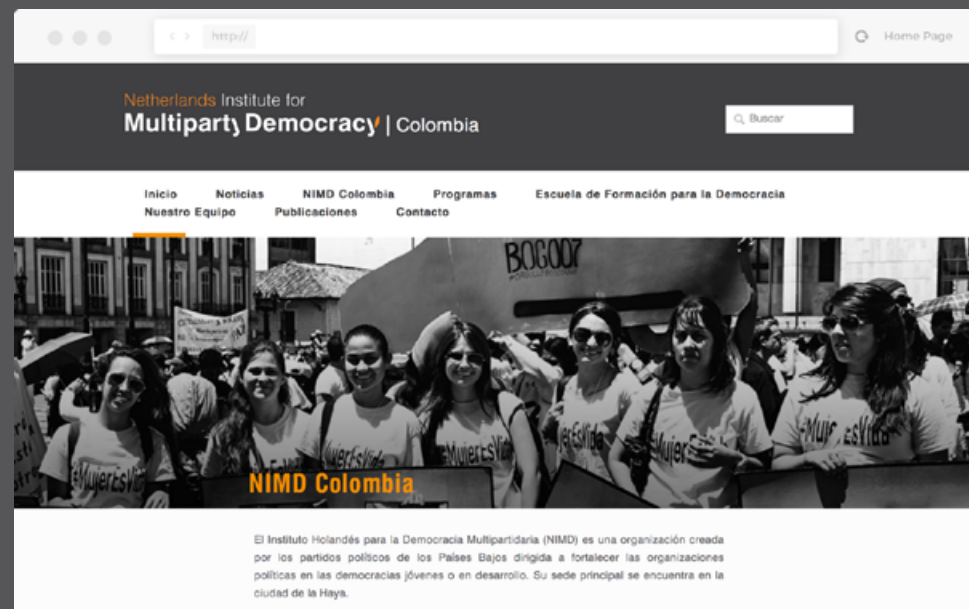 http://
Home Page
Netherlands Institute for
Multiparty Democracy | Colombia
Buscar
Inicio Noticias NIMD Colombia Programas Escuela de Formación para la Democracia
Nuestro Equipo Publicaciones Contacto
BOGOO7
#MujerEsVida
#MujerEsVida
#MujerEsVida
NIMD Colombia
El Instituto Holandés para la Democracia Multipartidaria (NIMD) es una organización creada
por los partidos políticos de los Países Bajos dirigida a fortalecer las organizaciones
políticas en las democracias jóvenes o en desarrollo. Su sede principal se encuentra en la
ciudad de la Haya.